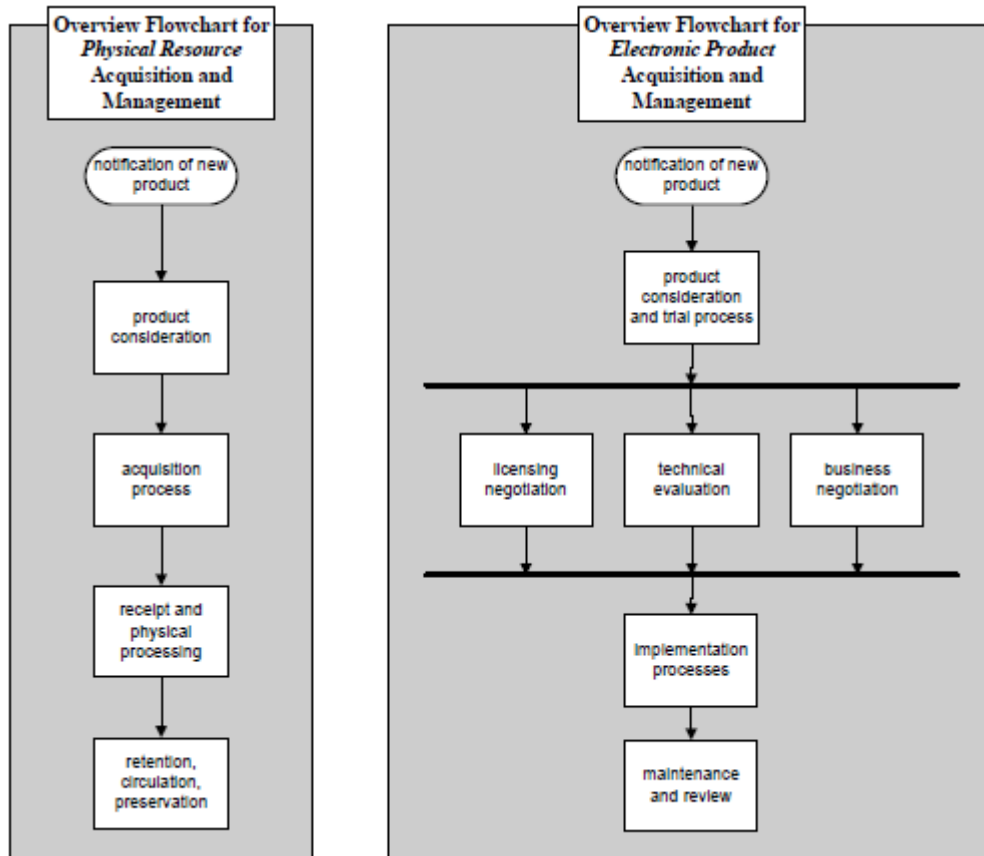 Overview Flowchart for
Physical Resource
Acquisition and
Management
notification of new
product
product
consideration
acquisition
process
receipt and
physical
processing
retention,
circulation,
preservation
Overview Flowchart for
Electronic Product
Acquisition and
Management
notification of new
product
product
consideration
and trial process
licensing
negotiation
technical
evaluation
business
negotiation
implementation
processes
maintenance
and review